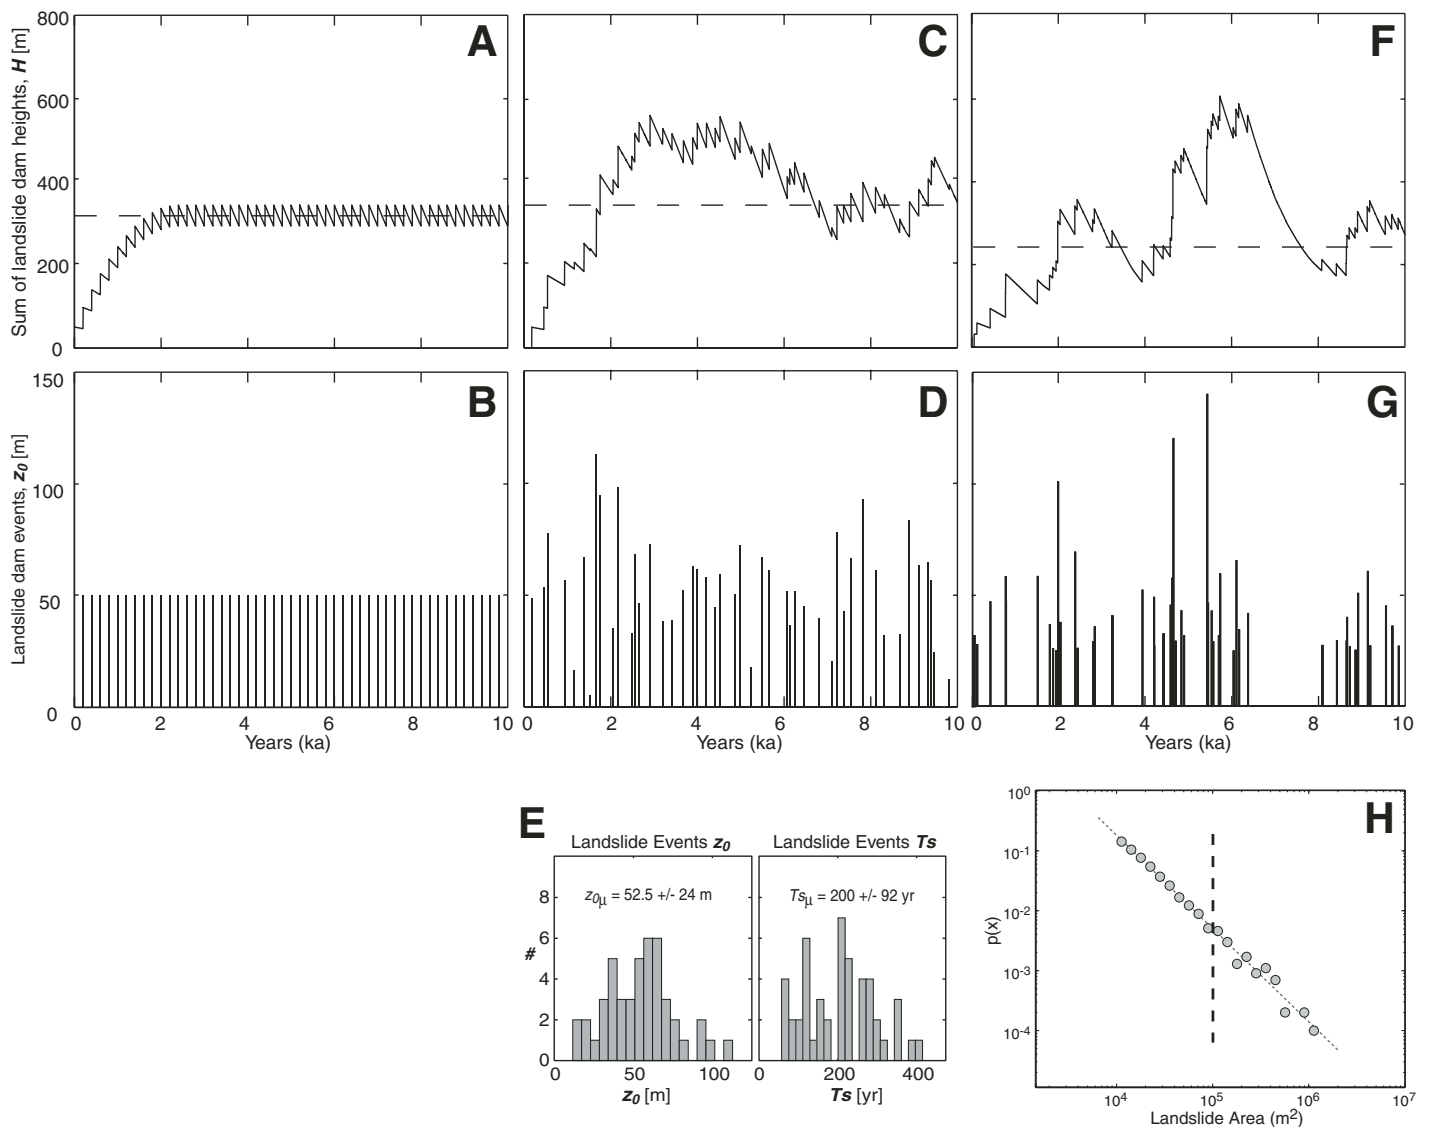 A
C
F
Sum of landslide dam heights, H [m]
800
600
400
200
0
B
D
G
Landslide dam events, z0 [m]
150
100
50
0
0 2 4 6 8 10
0 2 4 6 8 10
0 2 4 6 8 10
Years (ka)
Years (ka)
Years (ka)
E
Landslide Events z0
Landslide Events Ts
z0μ = 52.5 +/- 24 m
Tsμ = 200 +/- 92 yr
#
8
6
4
2
0
0 50 100
0 200 400
z0 [m]
Ts [yr]
H
p(x)
10^0
10^-1
10^-2
10^-3
10^-4
10^4 10^5 10^6 10^7
Landslide Area (m2)